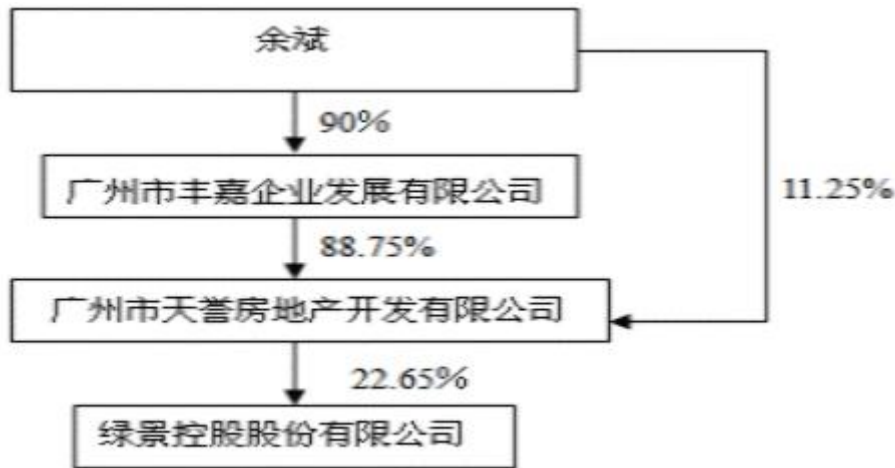 余斌
90%
广州市丰嘉企业发展有限公司
11.25%
88.75%
广州市天誉房地产开发有限公司
22.65%
绿景控股股份有限公司